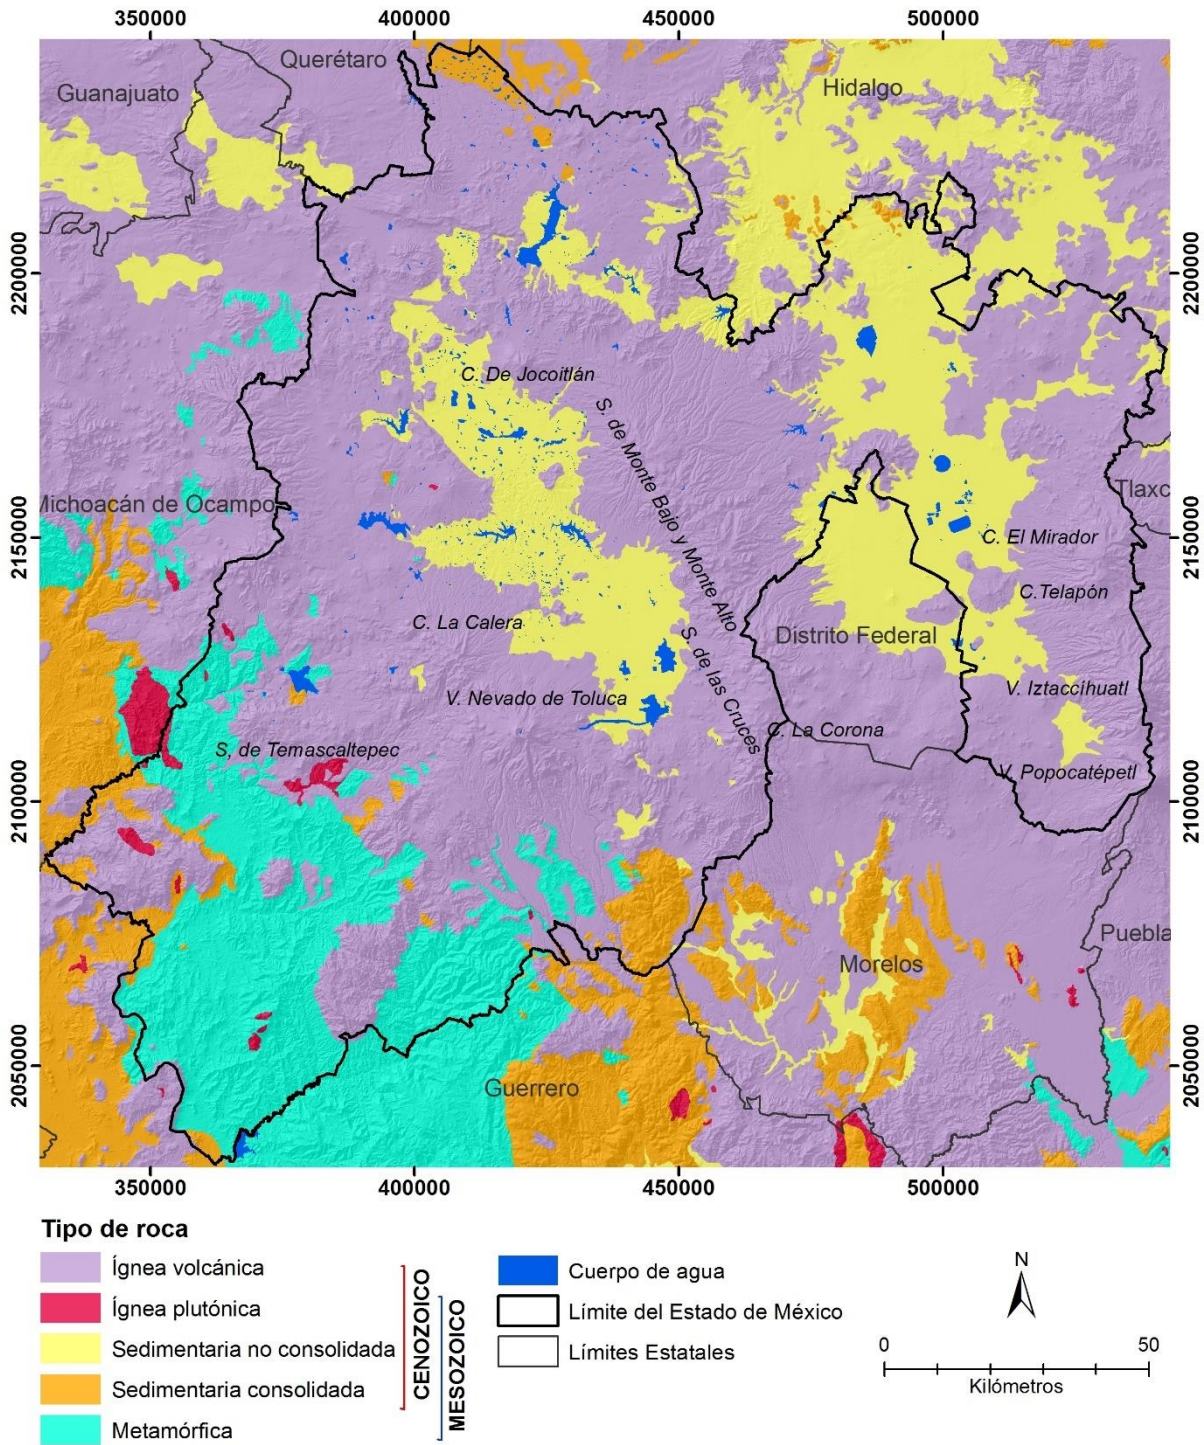 350000 400000 450000 500000
Querétaro
Guanajuato
Hidalgo
2200000
2200000
C. De Jocoitlán
S. de Monte Bajo y Monte Alto
Michoacán de Ocampo
Tlaxc
2150000
2150000
C. El Mirador
C.Telapón
C. La Calera
Distrito Federal
S. de las Cruces
V. Iztaccihuatl
V. Nevado de Toluca
C. La Corona
S, de Temascaltepec
V. Popocatépetl
2100000
2100000
Puebla
Morelos
2050000
2050000
Guerrero
350000 400000 450000 500000
Tipo de roca
Ígnea volcánica
Ígnea plutónica
Sedimentaria no consolidada
Sedimentaria consolidada
Metamórfica
CENOZOICO
MESOZOICO
Cuerpo de agua
Límite del Estado de México
Límites Estatales
N
0 50
Kilómetros